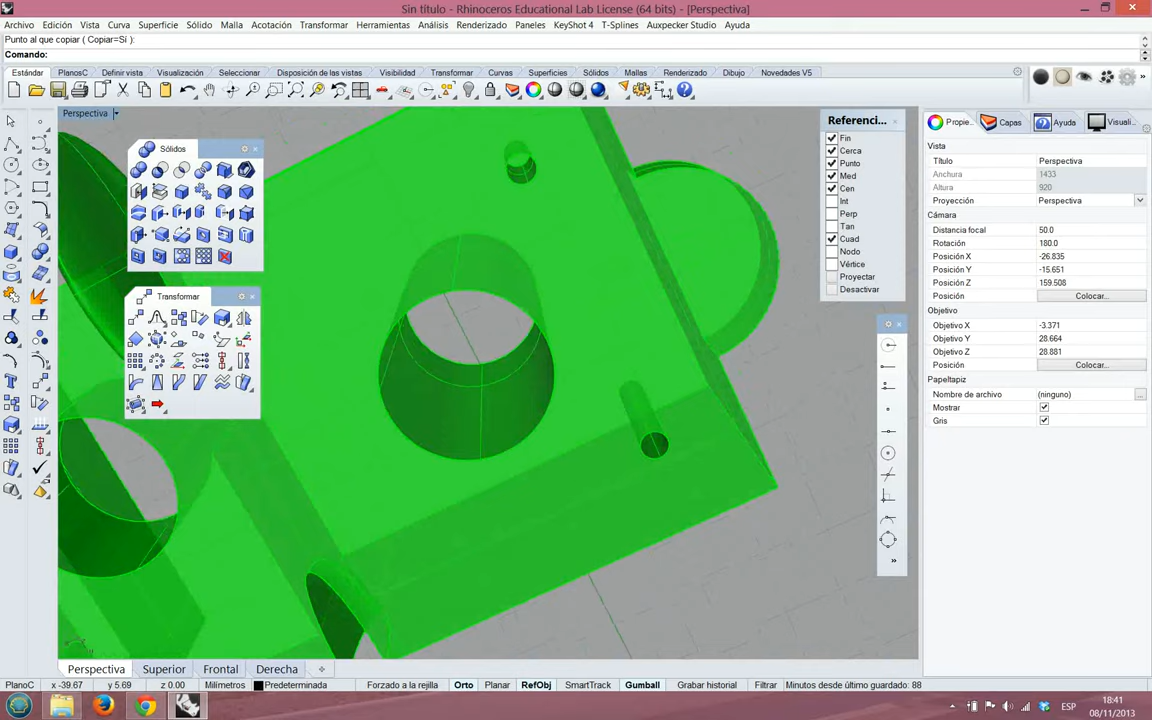 Sin título - Rhinoceros Educational Lab License (64 bits) - [Perspectiva]
Archivo Edición Vista Curva Superficie Sólido Malla Acotación Transformar Herramientas Análisis Renderizado Paneles KeyShot 4 T-Splines Auxpecker Studio Ayuda
Punto al que copiar ( Copiar=Sí ):
Comando:
Estándar PlanosC Definir vista Visualización Seleccionar Disposición de las vistas Visibilidad Transformar Curvas Superficies Sólidos Mallas Renderizado Dibujo Novedades V5
Perspectiva
Sólidos
Transformar
Referenci...
Fin
Cerca
Punto
Med
Cen
Int
Perp
Tan
Cuad
Nodo
Vértice
Proyectar
Desactivar
Propie... Capas Ayuda Visuali...
Vista
Título Perspectiva
Anchura 1433
Altura 920
Proyección Perspectiva
Cámara
Distancia focal 50.0
Rotación 180.0
Posición X -26.835
Posición Y -15.651
Posición Z 159.508
Posición Colocar...
Objetivo
Objetivo X -3.371
Objetivo Y 28.664
Objetivo Z 28.881
Posición Colocar...
Papeltapiz
Nombre de archivo (ninguno) ...
Mostrar
Gris
Perspectiva Superior Frontal Derecha
PlanoC x -39.67 y 5.69 z 0.00 Milímetros Predeterminada Forzado a la rejilla Orto Planar RefObj SmartTrack Gumball Grabar historial Filtrar Minutos desde último guardado: 88
ESP
18:41
08/11/2013